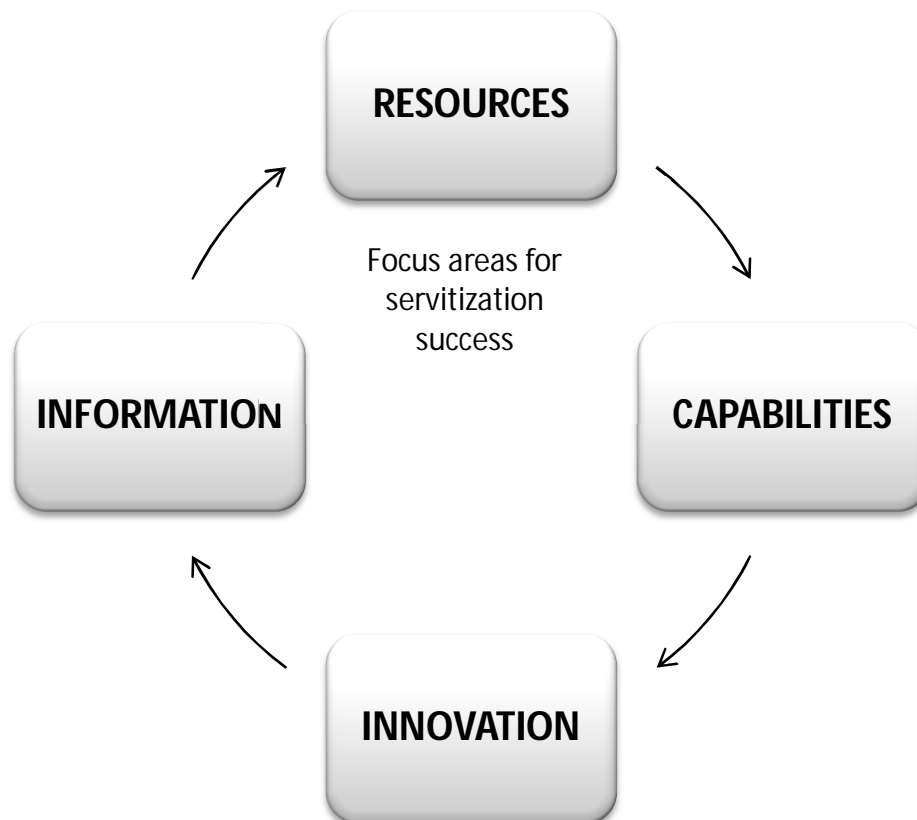 RESOURCES
Focus areas for
servitization
success
INFORMATION
CAPABILITIES
INNOVATION